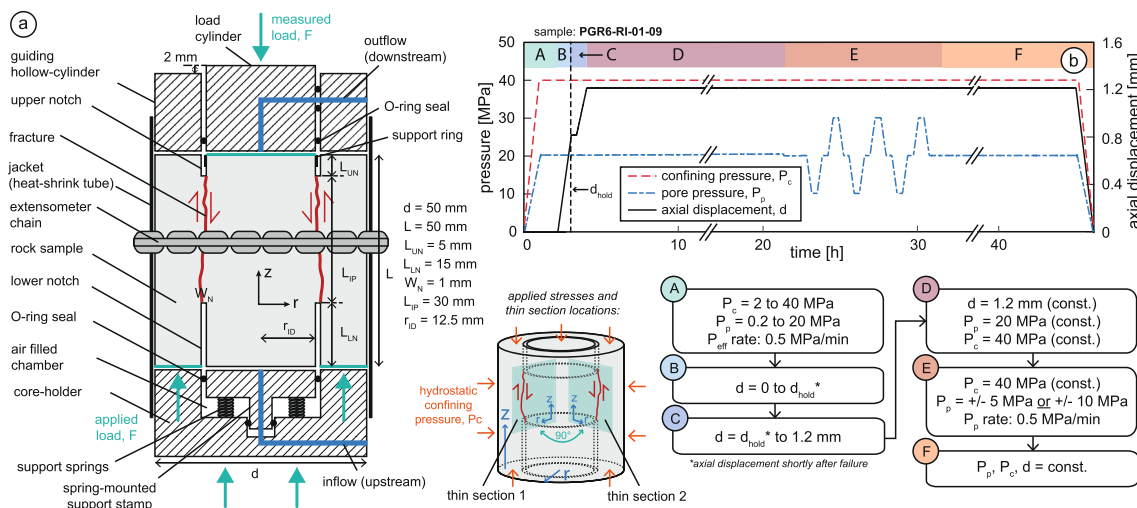 a
load
cylinder
measured
load, F
2 mm
guiding
hollow-cylinder
outflow
(downstream)
upper notch
O-ring seal
support ring
fracture
jacket
(heat-shrink tube)
extensometer
chain
rock sample
lower notch
O-ring seal
air filled
chamber
core-holder
applied
load, F
support springs
spring-mounted
support stamp
inflow (upstream)
L_UN
L
L_IP
L_LN
W_N
z
r
r_ID
d
d = 50 mm
L = 50 mm
L_UN = 5 mm
L_LN = 15 mm
W_N = 1 mm
L_IP = 30 mm
r_ID = 12.5 mm
applied stresses and
thin section locations:
hydrostatic
confining
pressure, Pc
z
z
z
r
r
90°
r
thin section 1
thin section 2
sample: PGR6-RI-01-09
b
A
B
C
D
E
F
pressure [MPa]
50
40
30
20
10
0
axial displacement [mm]
1.6
1.2
0.8
0.4
0
d_hold
confining pressure, P_c
pore pressure, P_p
axial displacement, d
0
10
20
30
40
time [h]
A
P_c = 2 to 40 MPa
P_p = 0.2 to 20 MPa
P_eff rate: 0.5 MPa/min
B
d = 0 to d_hold*
C
d = d_hold* to 1.2 mm
*axial displacement shortly after failure
D
d = 1.2 mm (const.)
P_p = 20 MPa (const.)
P_c = 40 MPa (const.)
E
P_c = 40 MPa (const.)
P_p = +/- 5 MPa or +/- 10 MPa
P_p rate: 0.5 MPa/min
F
P_p, P_c, d = const.